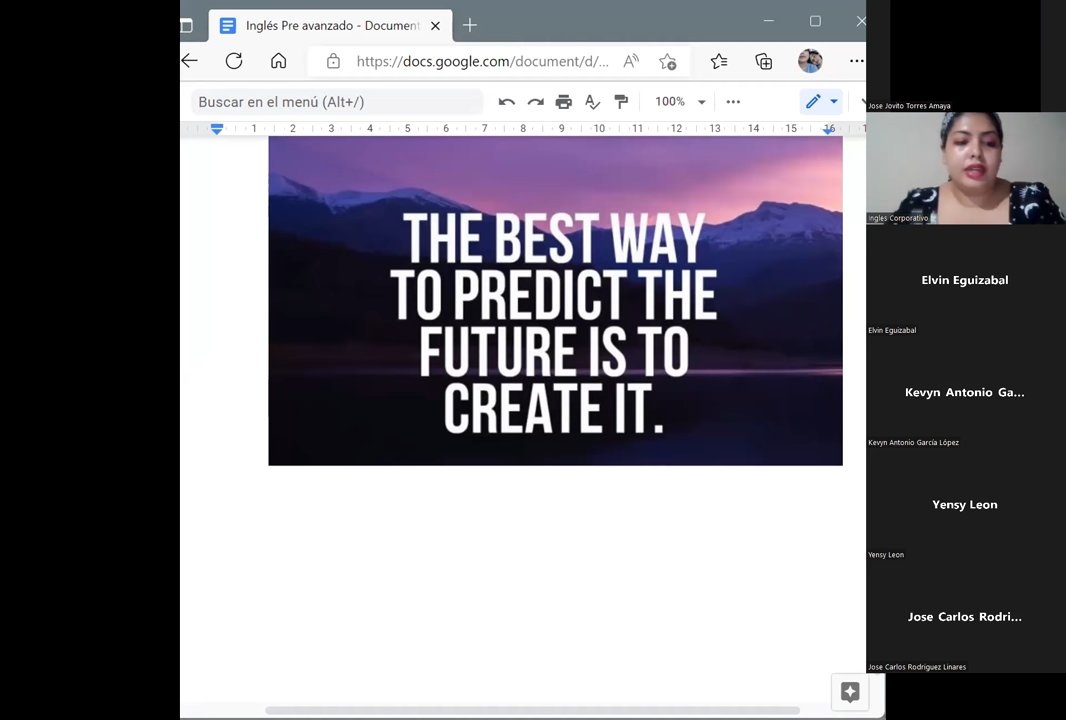 Inglés Pre avanzado - Document
https://docs.google.com/document/d/...
Buscar en el menú (Alt+/)
100%
1 2 3 4 5 6 7 8 9 10 11 12 13 14 15 16 1
THE BEST WAY
TO PREDICT THE
FUTURE IS TO
CREATE IT.
Jose Jovito Torres Amaya
Ingles Corporativo
Elvin Eguizabal
Elvin Eguizabal
Kevyn Antonio Ga...
Kevyn Antonio García López
Yensy Leon
Yensy Leon
Jose Carlos Rodri...
Jose Carlos Rodriguez Linares